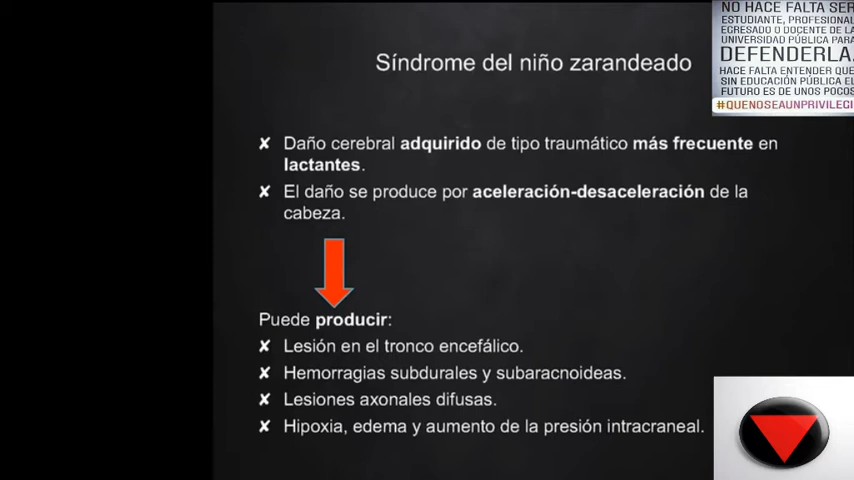 Síndrome del niño zarandeado
NO HACE FALTA SER
ESTUDIANTE, PROFESIONAL
EGRESADO O DOCENTE DE LA
UNIVERSIDAD PÚBLICA PARA
DEFENDERLA.
HACE FALTA ENTENDER QUE
SIN EDUCACIÓN PÚBLICA EL
FUTURO ES DE UNOS POCOS
#QUENOSEAUNPRIVILEGI
✘ Daño cerebral adquirido de tipo traumático más frecuente en
lactantes.
✘ El daño se produce por aceleración-desaceleración de la
cabeza.
Puede producir:
✘ Lesión en el tronco encefálico.
✘ Hemorragias subdurales y subaracnoideas.
✘ Lesiones axonales difusas.
✘ Hipoxia, edema y aumento de la presión intracraneal.